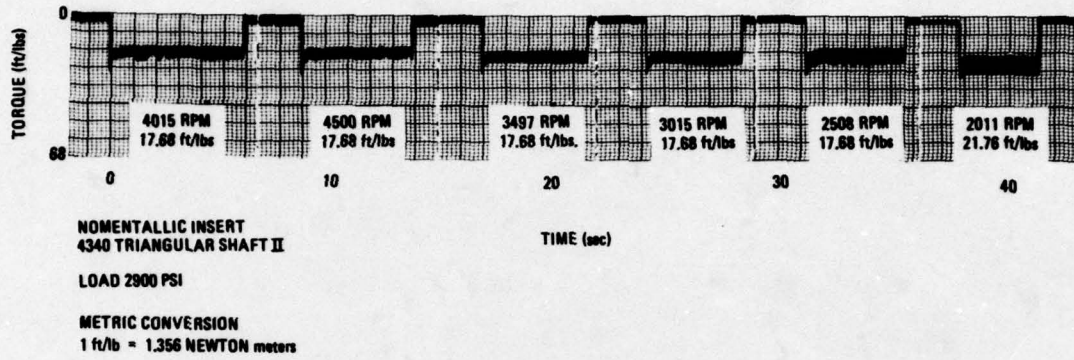 TORQUE (ft/lbs)
0
68
4015 RPM
17.68 ft/lbs
4500 RPM
17.68 ft/lbs
3497 RPM
17.68 ft/lbs.
3015 RPM
17.68 ft/lbs
2508 RPM
17.68 ft/lbs
2011 RPM
21.76 ft/lbs
0
10
20
30
40
TIME (sec)
NOMENTALLIC INSERT
4340 TRIANGULAR SHAFT II
LOAD 2900 PSI
METRIC CONVERSION
1 ft/lb = 1.356 NEWTON meters